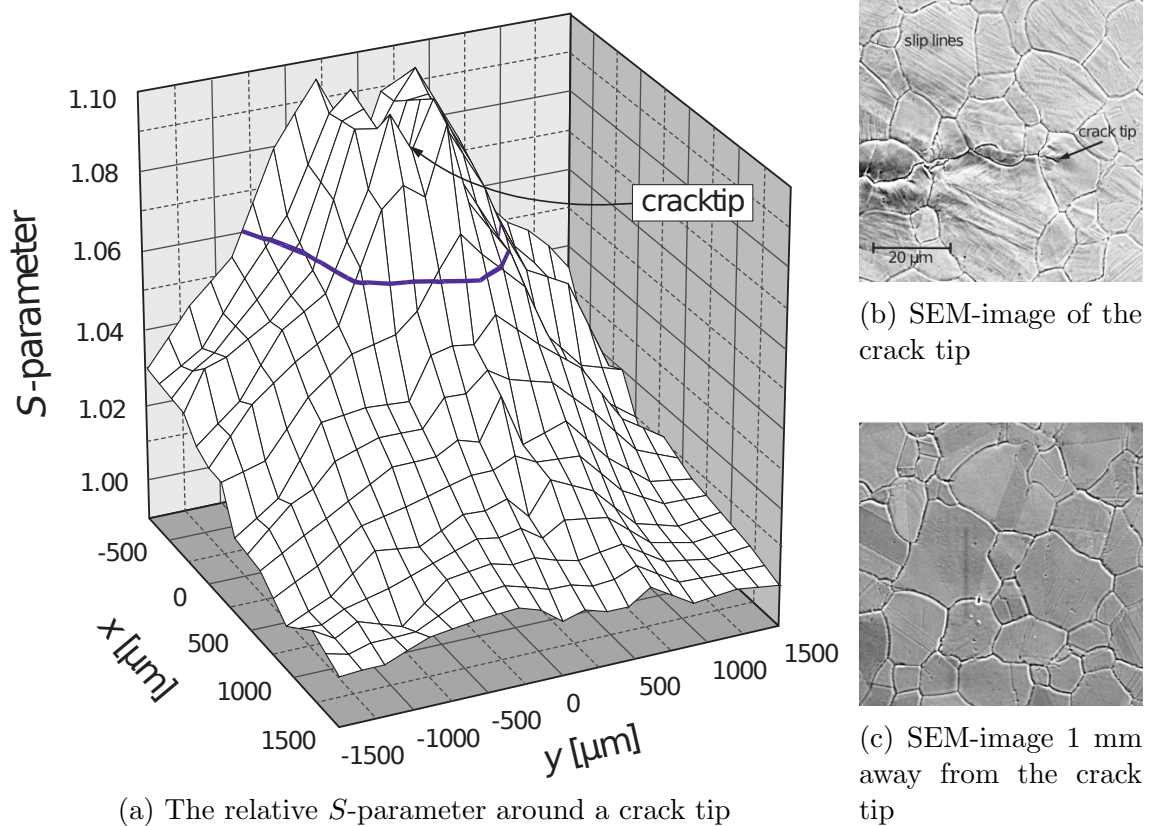 1.10
1.08
1.06
1.04
1.02
1.00
S-parameter
cracktip
-500
0
500
1000
1500
x [µm]
-1500
-1000
-500
0
500
1000
1500
y [µm]
(a) The relative S-parameter around a crack tip
slip lines
crack tip
20 µm
(b) SEM-image of the
crack tip
(c) SEM-image 1 mm
away from the crack
tip